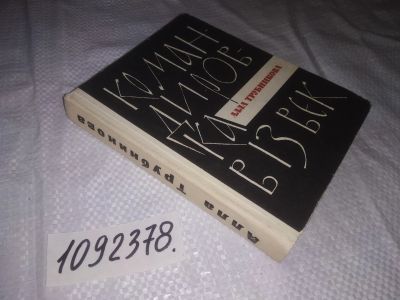 КОМАН-
ДИРОВ-
КА
В 13 ВЕК
АЛЛА ТРУБНИКОВА
Алла Трубникова
1092378.